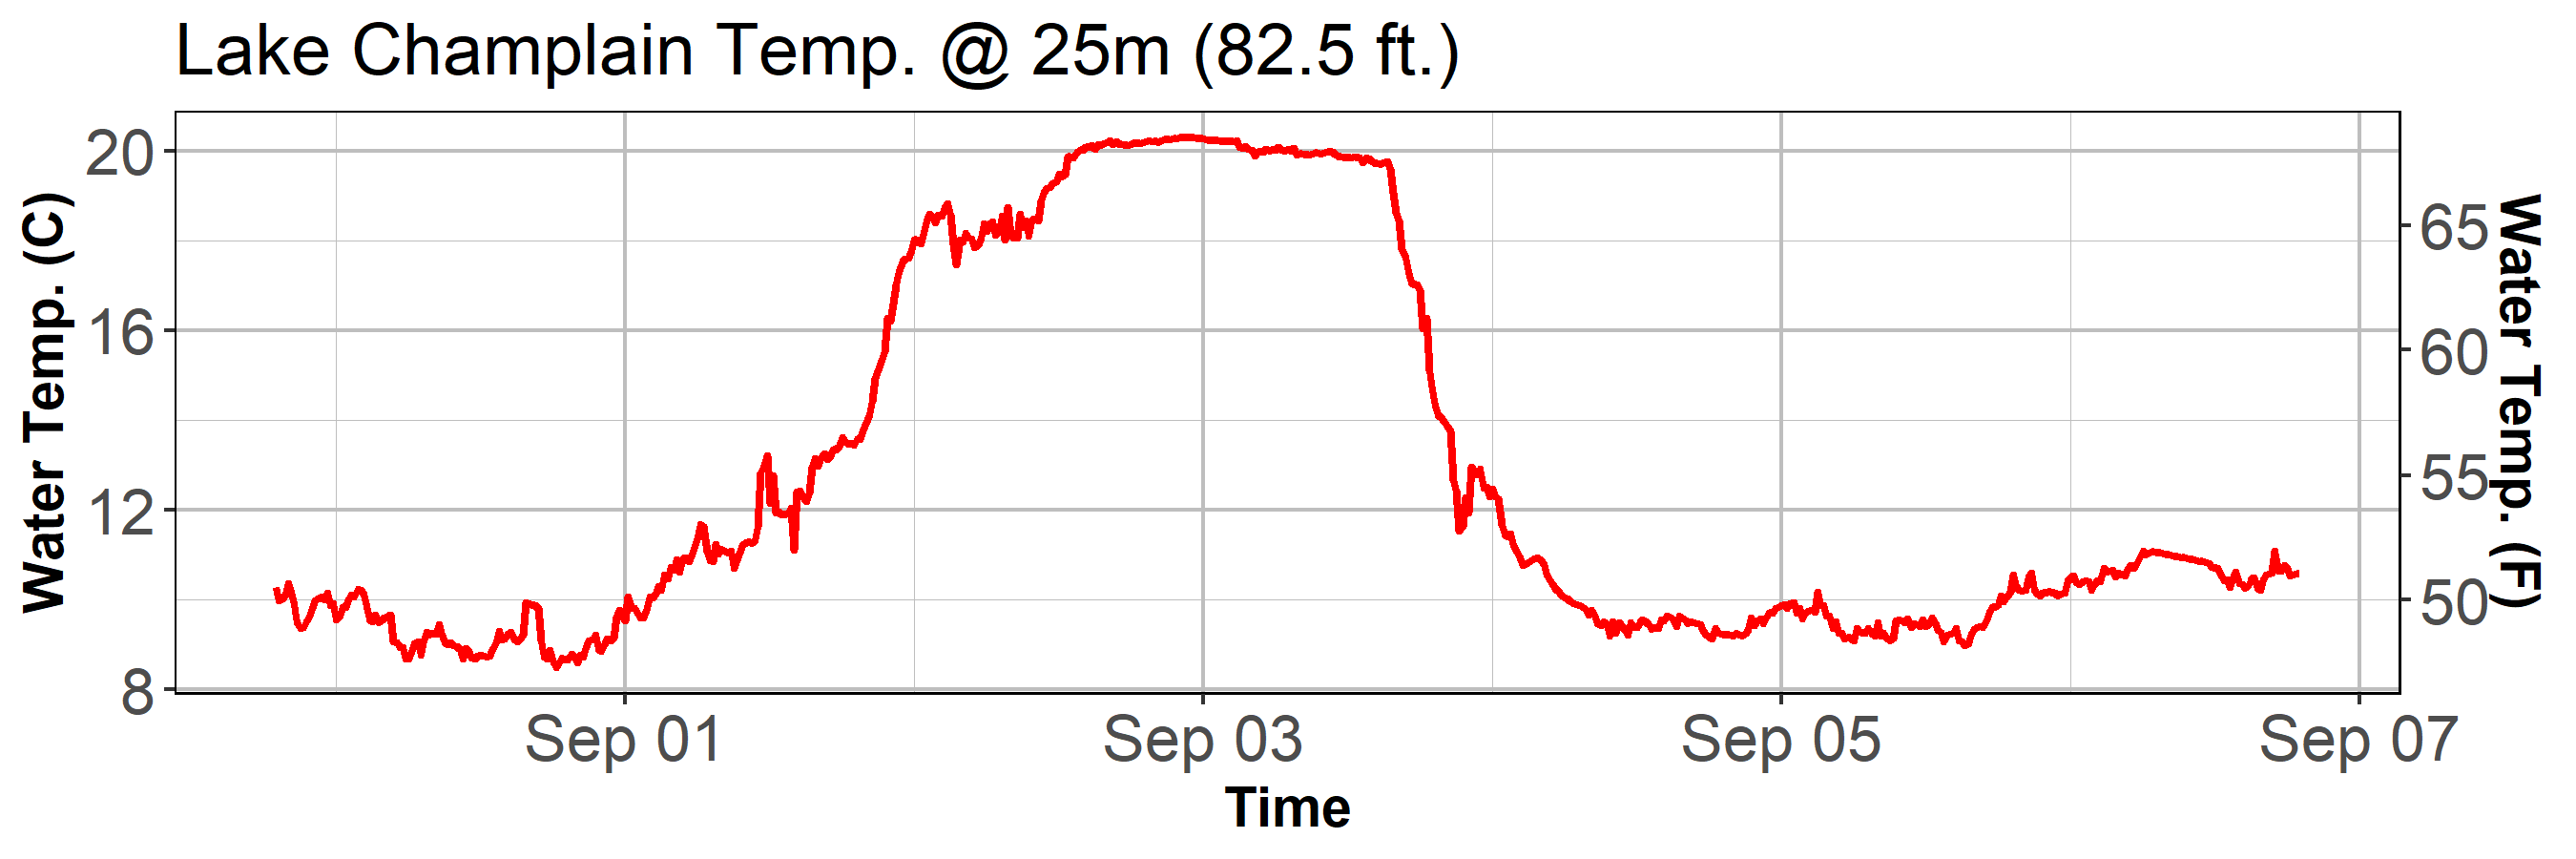 Lake Champlain Temp. @ 25m (82.5 ft.)
Water Temp. (C)
20
16
12
8
65
60
55
50
Water Temp. (F)
Sep 01
Sep 03
Sep 05
Sep 07
Time